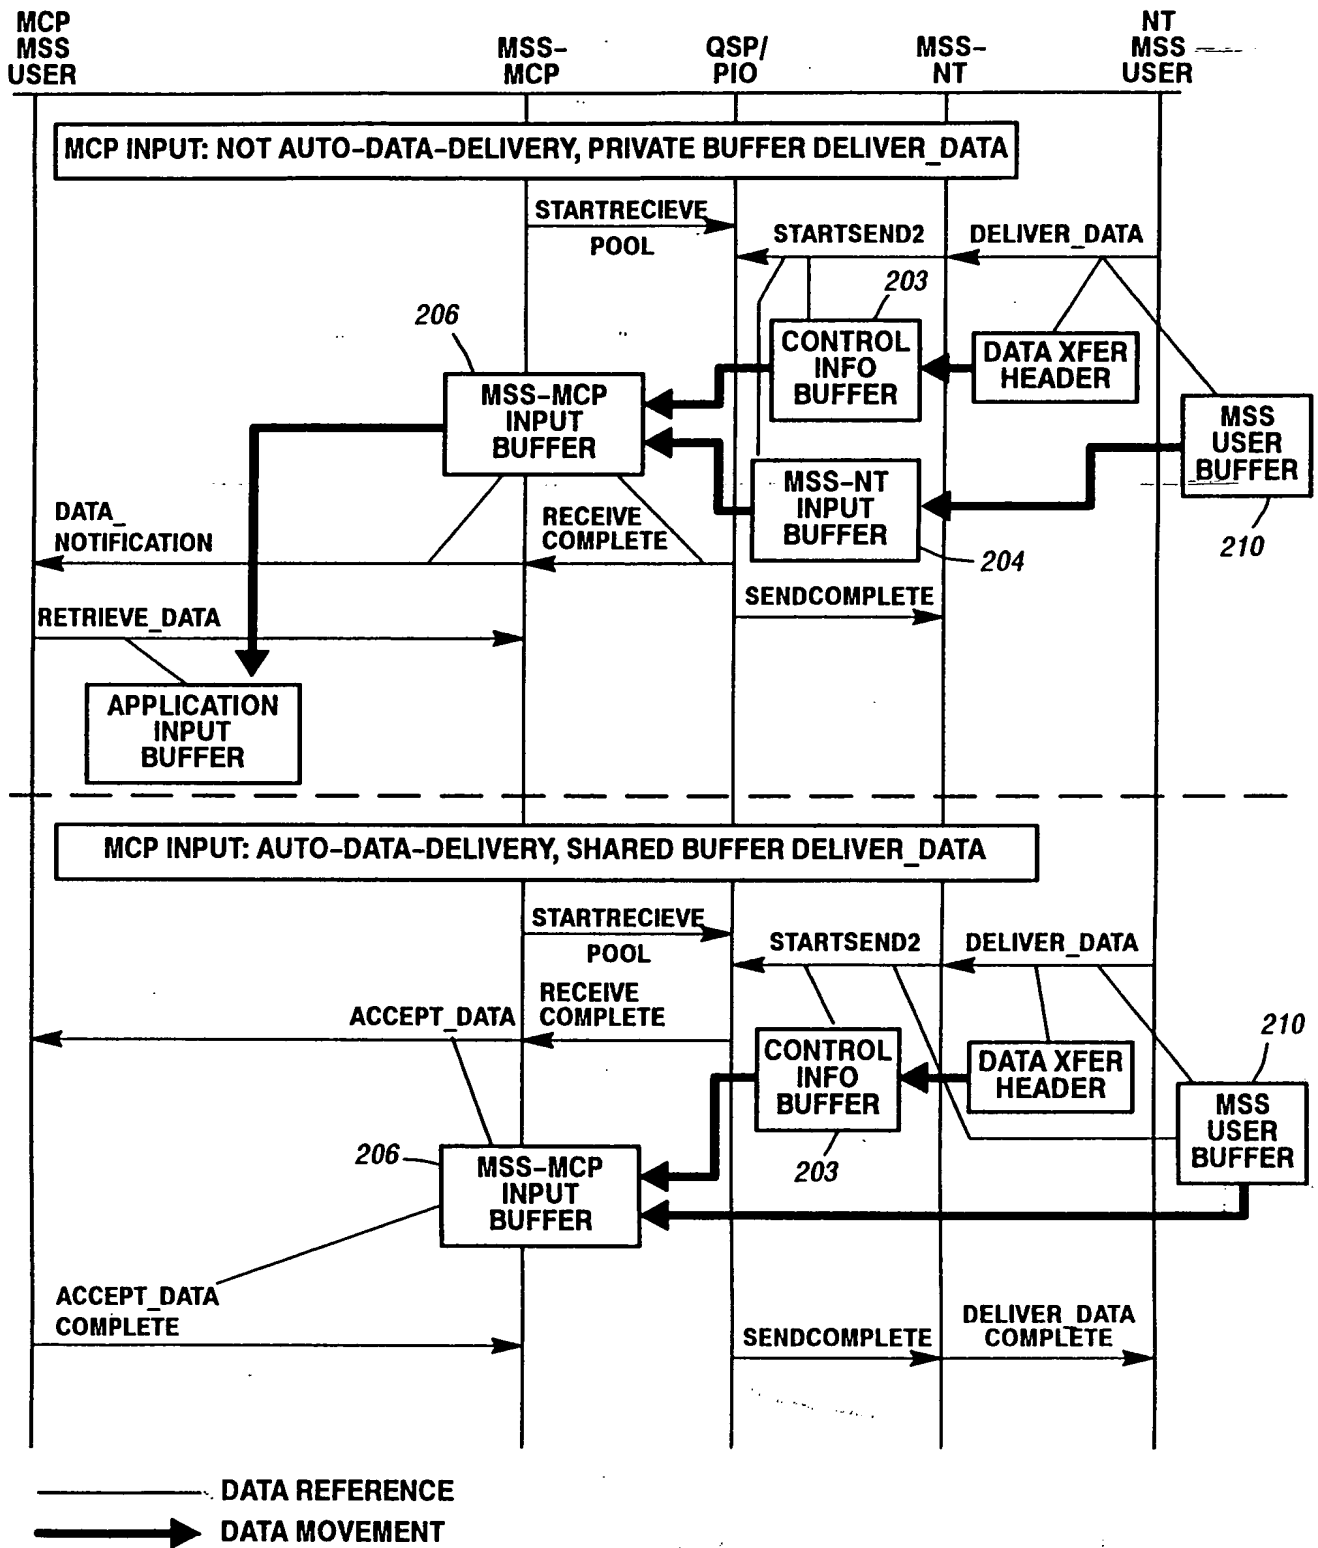 MCP
MSS
USER
MSS-
MCP
QSP/
PIO
MSS-
NT
NT
MSS
USER
MCP INPUT: NOT AUTO-DATA-DELIVERY, PRIVATE BUFFER DELIVER_DATA
STARTRECIEVE
POOL
STARTSEND2
DELIVER_DATA
203
206
CONTROL
INFO
BUFFER
DATA XFER
HEADER
MSS-MCP
INPUT
BUFFER
MSS
USER
BUFFER
210
MSS-NT
INPUT
BUFFER
204
DATA_
NOTIFICATION
RECEIVE
COMPLETE
SENDCOMPLETE
RETRIEVE_DATA
APPLICATION
INPUT
BUFFER
MCP INPUT: AUTO-DATA-DELIVERY, SHARED BUFFER DELIVER_DATA
STARTRECIEVE
POOL
STARTSEND2
DELIVER_DATA
RECEIVE
COMPLETE
ACCEPT_DATA
210
CONTROL
INFO
BUFFER
203
DATA XFER
HEADER
MSS
USER
BUFFER
206
MSS-MCP
INPUT
BUFFER
ACCEPT_DATA
COMPLETE
SENDCOMPLETE
DELIVER_DATA
COMPLETE
DATA REFERENCE
DATA MOVEMENT